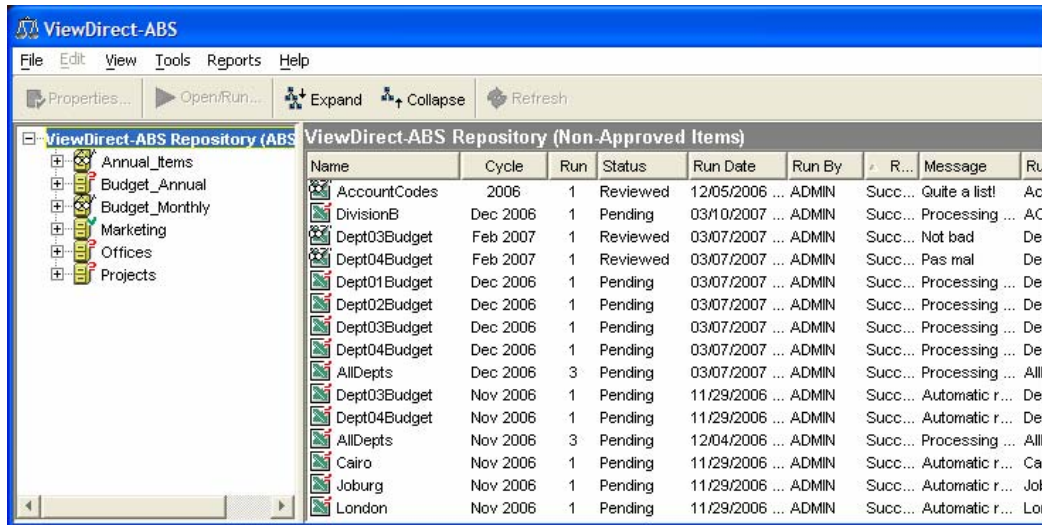 ViewDirect-ABS
File Edit View Tools Reports Help
Properties... Open/Run... Expand Collapse Refresh
ViewDirect-ABS Repository (ABS
Annual_Items
Budget_Annual
Budget_Monthly
Marketing
Offices
Projects
ViewDirect-ABS Repository (Non-Approved Items)
Name Cycle Run Status Run Date Run By R... Message Ru
AccountCodes 2006 1 Reviewed 12/05/2006 ... ADMIN Succ... Quite a list! Ac
DivisionB Dec 2006 1 Pending 03/10/2007 ... ADMIN Succ... Processing ... AC
Dept03Budget Feb 2007 1 Reviewed 03/07/2007 ... ADMIN Succ... Not bad De
Dept04Budget Feb 2007 1 Reviewed 03/07/2007 ... ADMIN Succ... Pas mal De
Dept01Budget Dec 2006 1 Pending 03/07/2007 ... ADMIN Succ... Processing ... De
Dept02Budget Dec 2006 1 Pending 03/07/2007 ... ADMIN Succ... Processing ... De
Dept03Budget Dec 2006 1 Pending 03/07/2007 ... ADMIN Succ... Processing ... De
Dept04Budget Dec 2006 1 Pending 03/07/2007 ... ADMIN Succ... Processing ... De
AllDepts Dec 2006 3 Pending 03/07/2007 ... ADMIN Succ... Processing ... All
Dept03Budget Nov 2006 1 Pending 11/29/2006 ... ADMIN Succ... Automatic r... De
Dept04Budget Nov 2006 1 Pending 11/29/2006 ... ADMIN Succ... Automatic r... De
AllDepts Nov 2006 3 Pending 12/04/2006 ... ADMIN Succ... Processing ... All
Cairo Nov 2006 1 Pending 11/29/2006 ... ADMIN Succ... Automatic r... Ca
Joburg Nov 2006 1 Pending 11/29/2006 ... ADMIN Succ... Automatic r... Jol
London Nov 2006 1 Pending 11/29/2006 ... ADMIN Succ... Automatic r... Lo